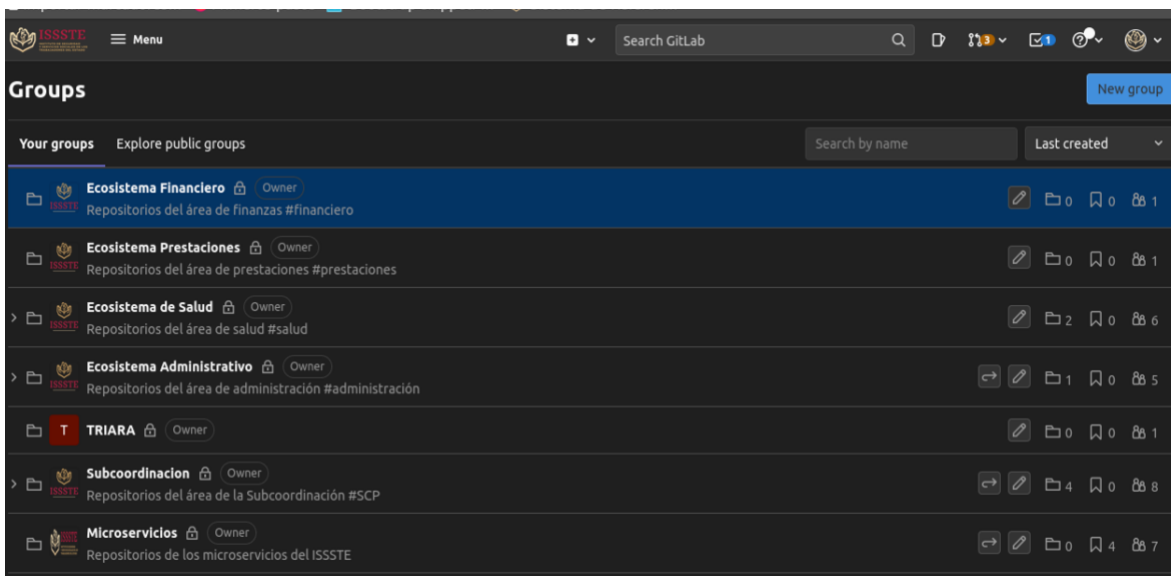 ISSSTE
Menu
Search GitLab
3
1
Groups
New group
Your groups
Explore public groups
Search by name
Last created
Ecosistema Financiero
Owner
Repositorios del área de finanzas #financiero
0 0 1
Ecosistema Prestaciones
Owner
Repositorios del área de prestaciones #prestaciones
0 0 1
Ecosistema de Salud
Owner
Repositorios del área de salud #salud
2 0 6
Ecosistema Administrativo
Owner
Repositorios del área de administración #administración
1 0 5
T
TRIARA
Owner
0 0 1
Subcoordinacion
Owner
Repositorios del área de la Subcoordinación #SCP
4 0 8
Microservicios
Owner
Repositorios de los microservicios del ISSSTE
0 4 7